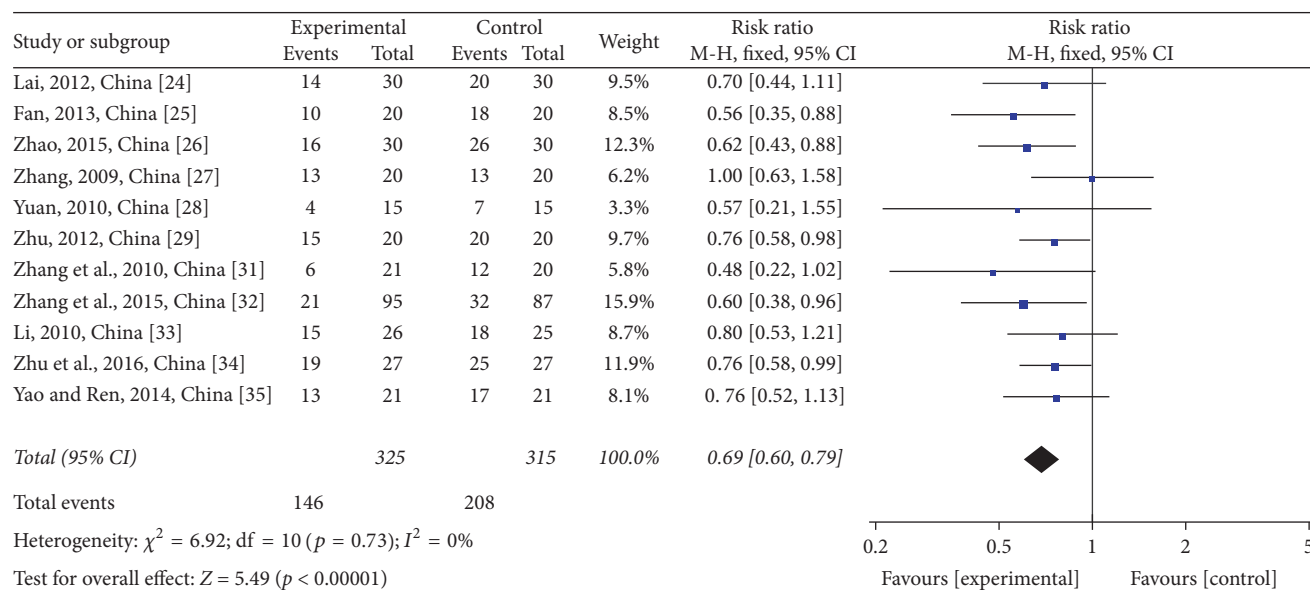 Study or subgroup Experimental Control Weight Risk ratio Risk ratio
Events Total Events Total M-H, fixed, 95% CI M-H, fixed, 95% CI
Lai, 2012, China [24] 14 30 20 30 9.5% 0.70 [0.44, 1.11]
Fan, 2013, China [25] 10 20 18 20 8.5% 0.56 [0.35, 0.88]
Zhao, 2015, China [26] 16 30 26 30 12.3% 0.62 [0.43, 0.88]
Zhang, 2009, China [27] 13 20 13 20 6.2% 1.00 [0.63, 1.58]
Yuan, 2010, China [28] 4 15 7 15 3.3% 0.57 [0.21, 1.55]
Zhu, 2012, China [29] 15 20 20 20 9.7% 0.76 [0.58, 0.98]
Zhang et al., 2010, China [31] 6 21 12 20 5.8% 0.48 [0.22, 1.02]
Zhang et al., 2015, China [32] 21 95 32 87 15.9% 0.60 [0.38, 0.96]
Li, 2010, China [33] 15 26 18 25 8.7% 0.80 [0.53, 1.21]
Zhu et al., 2016, China [34] 19 27 25 27 11.9% 0.76 [0.58, 0.99]
Yao and Ren, 2014, China [35] 13 21 17 21 8.1% 0. 76 [0.52, 1.13]
Total (95% CI) 325 315 100.0% 0.69 [0.60, 0.79]
Total events 146 208
Heterogeneity: χ² = 6.92; df = 10 (p = 0.73); I² = 0%
Test for overall effect: Z = 5.49 (p < 0.00001)
0.2 0.5 1 2 5
Favours [experimental] Favours [control]